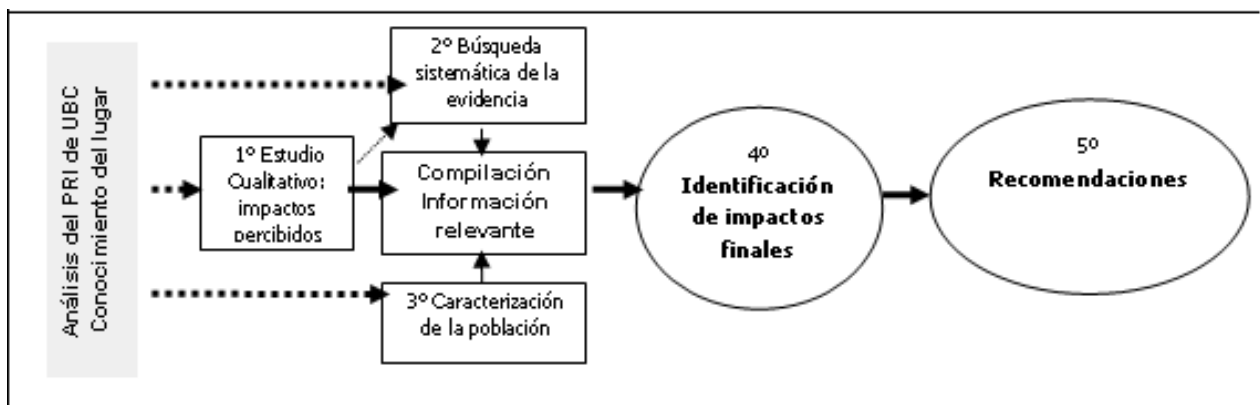 Análisis del PRI de UBC
Conocimiento del lugar
2º Búsqueda
sistemática de la
evidencia
1º Estudio
Cualitativo:
impactos
percibidos
Compilación
Información
relevante
3º Caracterización
de la población
4º
Identificación
de impactos
finales
5º
Recomendaciones